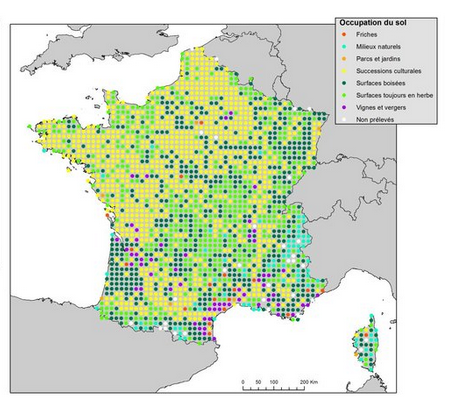 Occupation du sol
Friches
Milieux naturels
Parcs et jardins
Successions culturales
Surfaces boisées
Surfaces toujours en herbe
Vignes et vergers
Non prélevés
0 50 100 200 Km